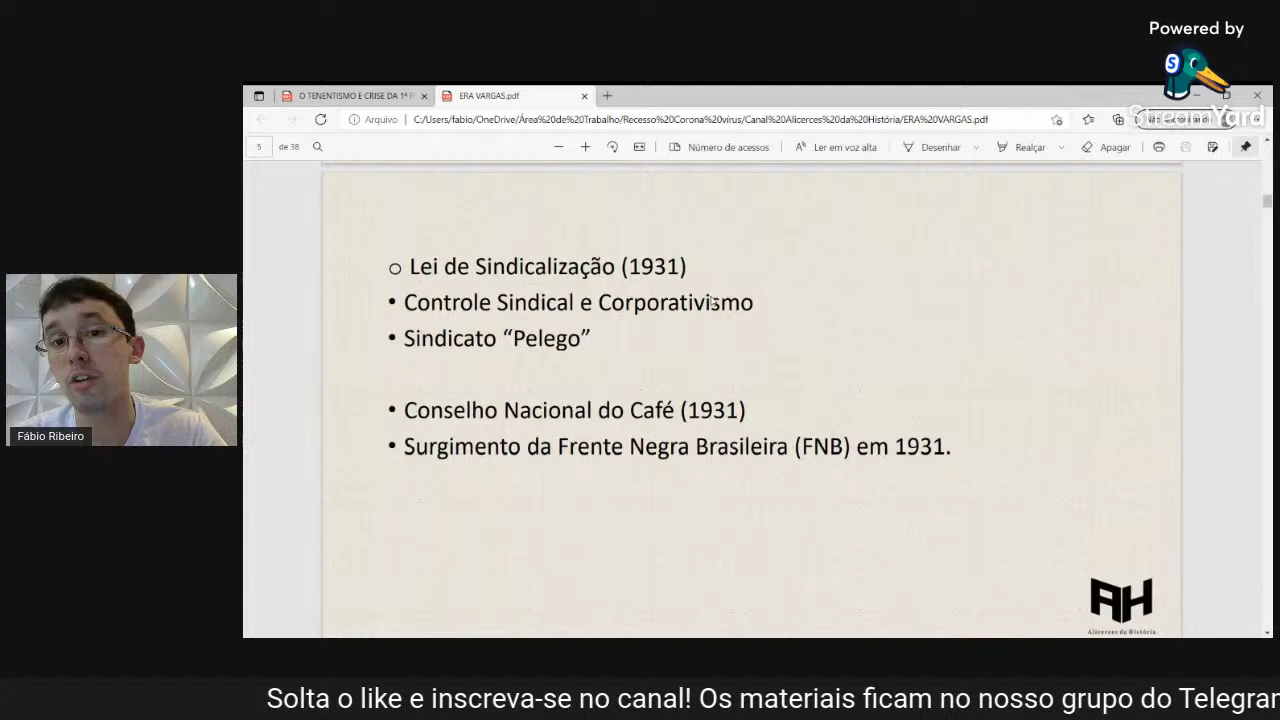 Powered by
S
StreamYard
O TENENTISMO E CRISE DA 1ª
ERA VARGAS.pdf
Arquivo
C:/Users/fabio/OneDrive/Área%20de%20Trabalho/Recesso%20Corona%20vírus/Canal%20Alicerces%20da%20História/ERA%20VARGAS.pdf
5 de 38
Número de acessos
Ler em voz alta
Desenhar
Realçar
Apagar
Lei de Sindicalização (1931)
• Controle Sindical e Corporativismo
• Sindicato “Pelego”
• Conselho Nacional do Café (1931)
• Surgimento da Frente Negra Brasileira (FNB) em 1931.
Fábio Ribeiro
AH
Alicerces da História
Solta o like e inscreva-se no canal! Os materiais ficam no nosso grupo do Telegra